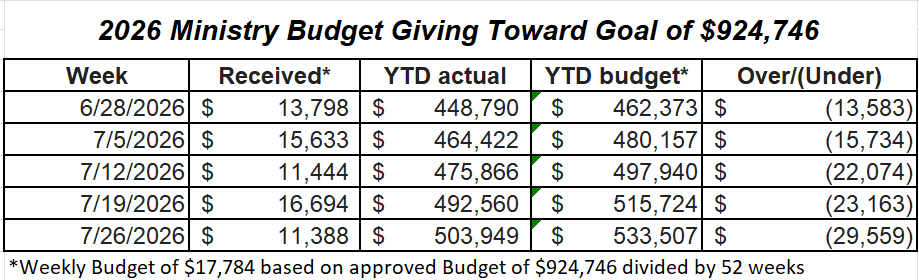 2026 Ministry Budget Giving Toward Goal of $924,746
Week Received* YTD actual YTD budget* Over/(Under)
6/28/2026 $ 13,798 $ 448,790 $ 462,373 $ (13,583)
7/5/2026 $ 15,633 $ 464,422 $ 480,157 $ (15,734)
7/12/2026 $ 11,444 $ 475,866 $ 497,940 $ (22,074)
7/19/2026 $ 16,694 $ 492,560 $ 515,724 $ (23,163)
7/26/2026 $ 11,388 $ 503,949 $ 533,507 $ (29,559)
*Weekly Budget of $17,784 based on approved Budget of $924,746 divided by 52 weeks